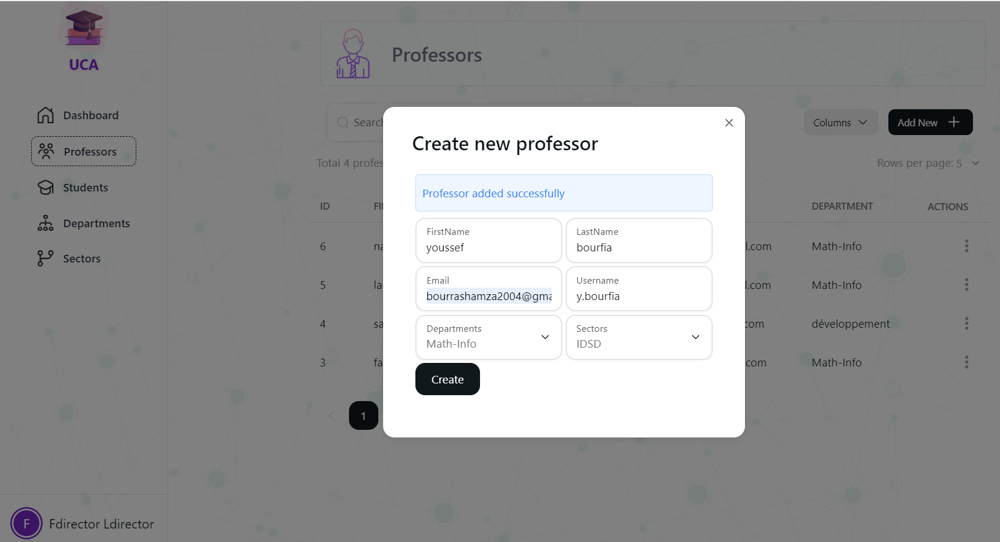 UCA
Dashboard
Professors
Students
Departments
Sectors
Fdirector Ldirector
F
Professors
Search
Columns
Add New
Total 4 profes
Rows per page: 5
ID
DEPARTMENT
ACTIONS
6 na l.com Math-Info
5 la l.com Math-Info
4 sa com développement
3 fa com Math-Info
1
Create new professor
Professor added successfully
FirstName
youssef
LastName
bourfia
Email
bourrashamza2004@gma
Username
y.bourfia
Departments
Math-Info
Sectors
IDSD
Create